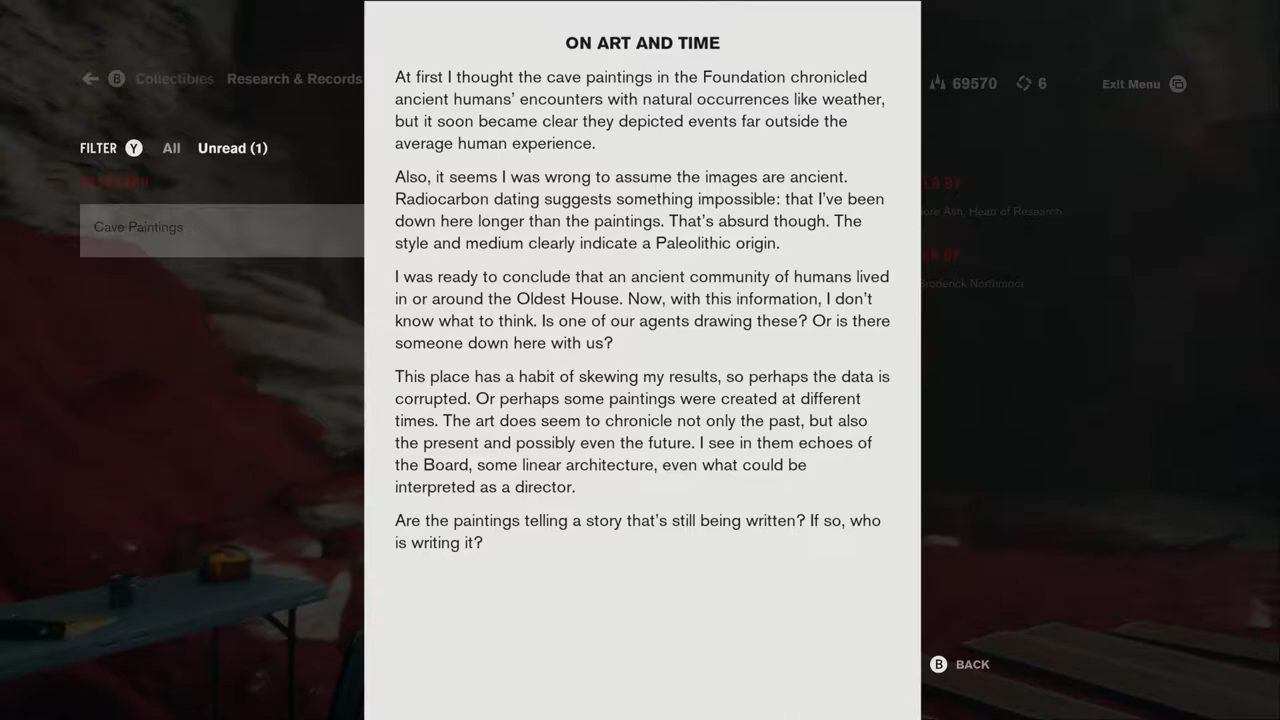 ON ART AND TIME
At first I thought the cave paintings in the Foundation chronicled
ancient humans' encounters with natural occurrences like weather,
but it soon became clear they depicted events far outside the
average human experience.
Also, it seems I was wrong to assume the images are ancient.
Radiocarbon dating suggests something impossible: that I've been
down here longer than the paintings. That's absurd though. The
style and medium clearly indicate a Paleolithic origin.
I was ready to conclude that an ancient community of humans lived
in or around the Oldest House. Now, with this information, I don't
know what to think. Is one of our agents drawing these? Or is there
someone down here with us?
This place has a habit of skewing my results, so perhaps the data is
corrupted. Or perhaps some paintings were created at different
times. The art does seem to chronicle not only the past, but also
the present and possibly even the future. I see in them echoes of
the Board, some linear architecture, even what could be
interpreted as a director.
Are the paintings telling a story that's still being written? If so, who
is writing it?
B Collectibles Research & Records
69570 6 Exit Menu
FILTER Y All Unread (1)
RESEARCH
Cave Paintings
ore Ash, Head of Research
roderick Northmoor
B BACK